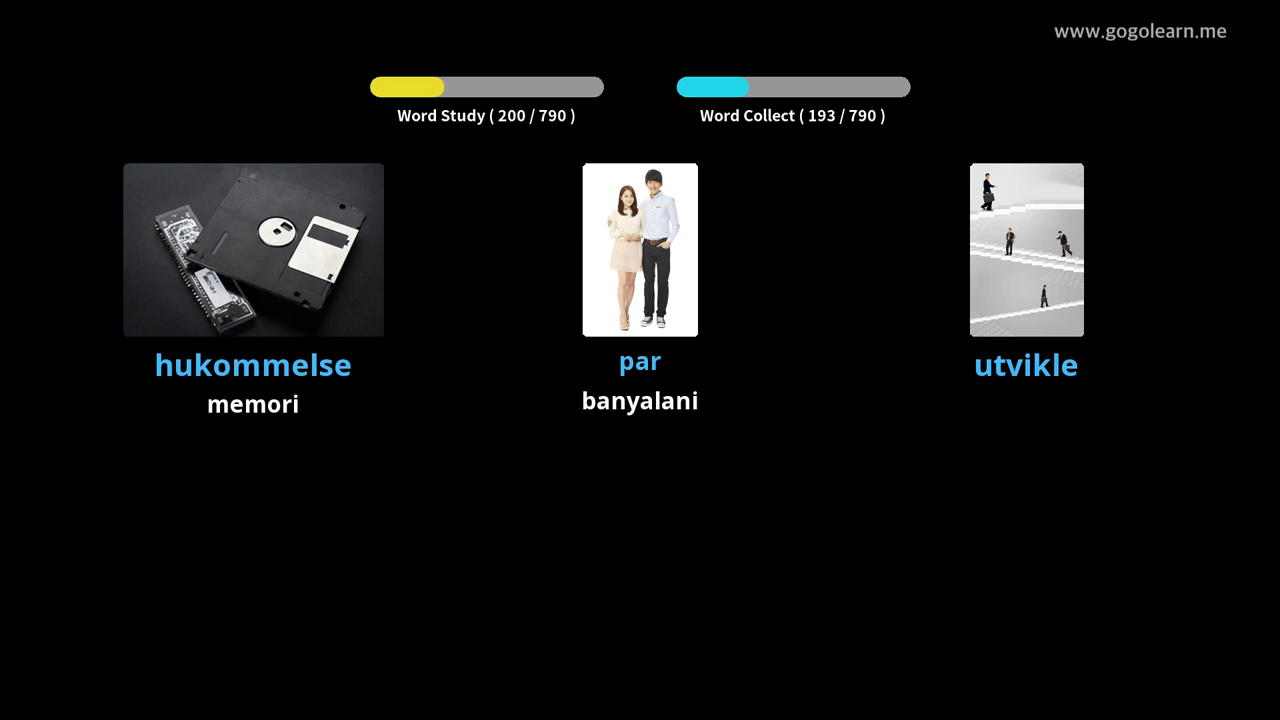 www.gogolearn.me
Word Study ( 200 / 790 )
Word Collect ( 193 / 790 )
hukommelse
memori
par
banyalani
utvikle